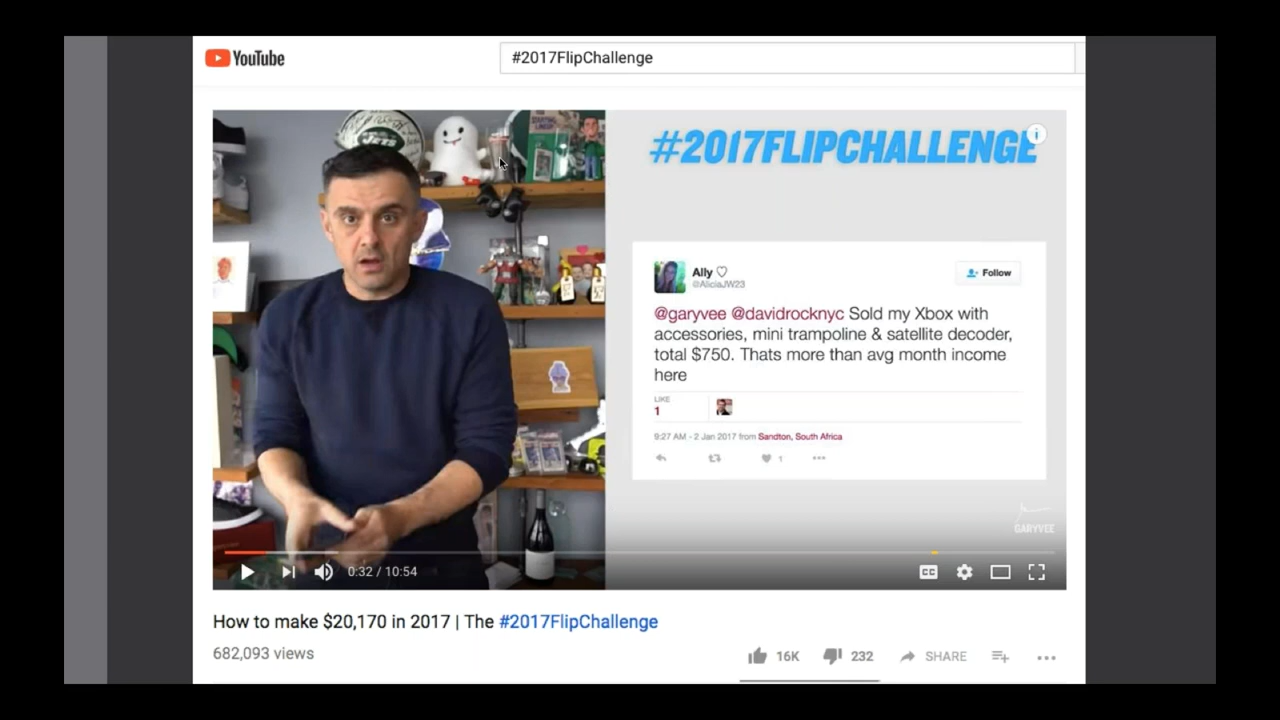 YouTube
#2017FlipChallenge
#2017FLIPCHALLENGE
i
JETS
Ally ♡
@AliciaJW23
Follow
@garyvee @davidrocknyc Sold my Xbox with
accessories, mini trampoline & satellite decoder,
total $750. Thats more than avg month income
here
LIKE
1
9:27 AM - 2 Jan 2017 from Sandton, South Africa
1
GARYVEE
0:32 / 10:54
CC
How to make $20,170 in 2017 | The #2017FlipChallenge
682,093 views
16K
232
SHARE